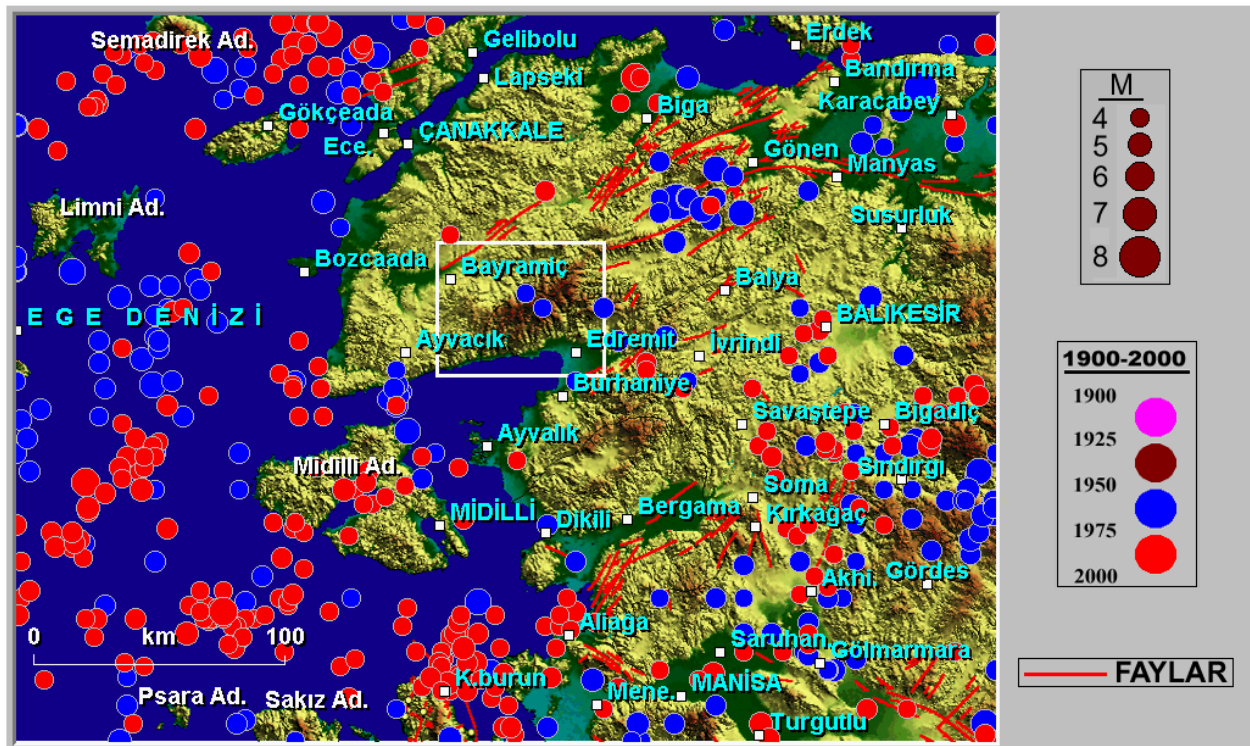 Semadirek Ad.
Gelibolu
Erdek
Lapseki
Bandırma
Biga
Karacabey
Gökçeada
ÇANAKKALE
Ece.
Gönen
Manyas
Limni Ad.
Susurluk
Bozcaada
Bayramiç
Balya
EGE DENİZİ
BALIKESİR
Ayvacık
Edremit
İvrindi
Burhaniye
Savaştepe
Bigadiç
Ayvalık
Midilli Ad.
Sındırgı
Soma
Bergama
MİDİLLİ
Dikili
Kırkağaç
Akhi.
Gördes
0 km 100
Aliağa
Saruhan.
Gölmarmara
Psara Ad.
Sakız Ad.
K.burun
Mene.
MANİSA
Turgutlu
M
4
5
6
7
8
1900-2000
1900
1925
1950
1975
2000
FAYLAR